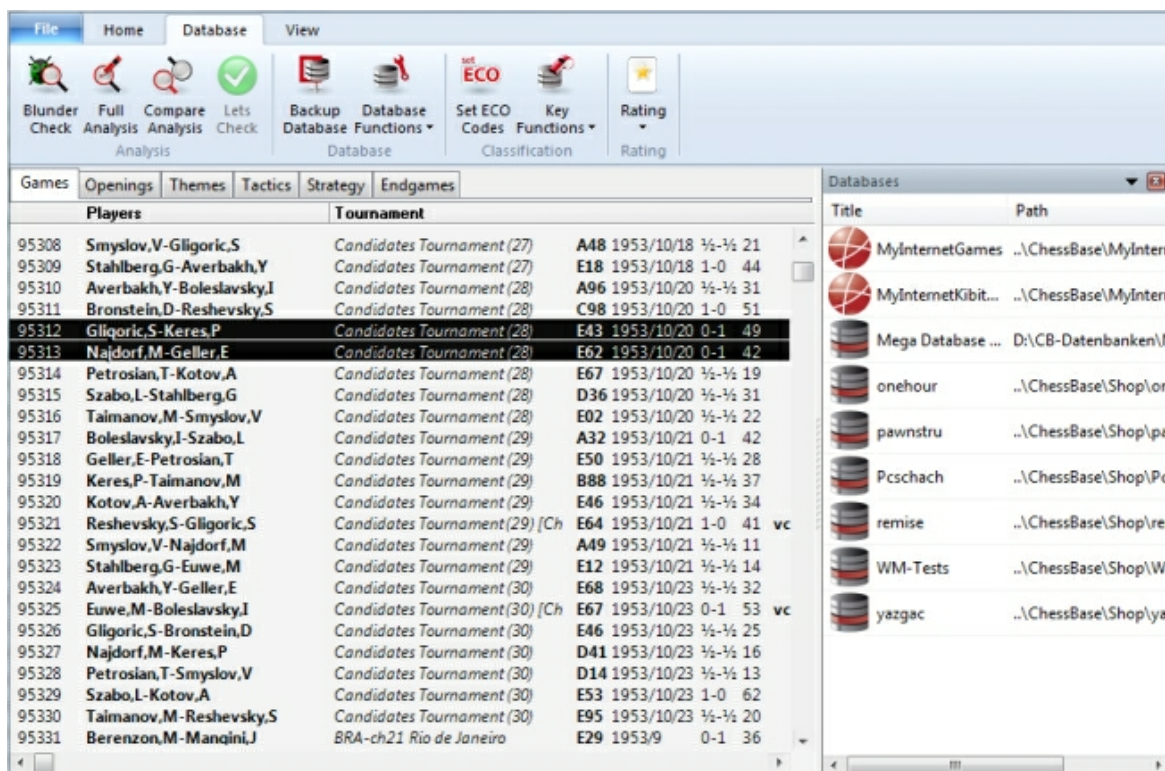 File Home Database View
set
ECO
Blunder Full Compare Lets Backup Database Set ECO Key Rating
Check Analysis Analysis Check Database Functions Codes Functions
Analysis Database Classification Rating
Games Openings Themes Tactics Strategy Endgames
Players Tournament
95308 Smyslov,V-Gligoric,S Candidates Tournament (27) A48 1953/10/18 ½-½ 21
95309 Stahlberg,G-Averbakh,Y Candidates Tournament (27) E18 1953/10/18 1-0 44
95310 Averbakh,Y-Boleslavsky,I Candidates Tournament (28) A96 1953/10/20 ½-½ 31
95311 Bronstein,D-Reshevsky,S Candidates Tournament (28) C98 1953/10/20 1-0 51
95312 Gligoric,S-Keres,P Candidates Tournament (28) E43 1953/10/20 0-1 49
95313 Najdorf,M-Geller,E Candidates Tournament (28) E62 1953/10/20 0-1 42
95314 Petrosian,T-Kotov,A Candidates Tournament (28) E67 1953/10/20 ½-½ 19
95315 Szabo,L-Stahlberg,G Candidates Tournament (28) D36 1953/10/20 ½-½ 31
95316 Taimanov,M-Smyslov,V Candidates Tournament (28) E02 1953/10/20 ½-½ 22
95317 Boleslavsky,I-Szabo,L Candidates Tournament (29) A32 1953/10/21 0-1 42
95318 Geller,E-Petrosian,T Candidates Tournament (29) E50 1953/10/21 ½-½ 28
95319 Keres,P-Taimanov,M Candidates Tournament (29) B88 1953/10/21 ½-½ 37
95320 Kotov,A-Averbakh,Y Candidates Tournament (29) E46 1953/10/21 ½-½ 34
95321 Reshevsky,S-Gligoric,S Candidates Tournament (29) [Ch E64 1953/10/21 1-0 41 vc
95322 Smyslov,V-Najdorf,M Candidates Tournament (29) A49 1953/10/21 ½-½ 11
95323 Stahlberg,G-Euwe,M Candidates Tournament (29) E12 1953/10/21 ½-½ 14
95324 Averbakh,Y-Geller,E Candidates Tournament (30) E68 1953/10/23 ½-½ 32
95325 Euwe,M-Boleslavsky,I Candidates Tournament (30) [Ch E67 1953/10/23 0-1 53 vc
95326 Gligoric,S-Bronstein,D Candidates Tournament (30) E46 1953/10/23 ½-½ 25
95327 Najdorf,M-Keres,P Candidates Tournament (30) D41 1953/10/23 ½-½ 16
95328 Petrosian,T-Smyslov,V Candidates Tournament (30) D14 1953/10/23 ½-½ 13
95329 Szabo,L-Kotov,A Candidates Tournament (30) E53 1953/10/23 1-0 62
95330 Taimanov,M-Reshevsky,S Candidates Tournament (30) E95 1953/10/23 ½-½ 20
95331 Berenzon,M-Mangini,J BRA-ch21 Rio de Janeiro E29 1953/9 0-1 36
Databases
Title Path
MyInternetGames ..\ChessBase\MyIntern
MyInternetKibit... ..\ChessBase\MyIntern
Mega Database ... D:\CB-Datenbanken\
onehour ..\ChessBase\Shop\on
pawnstru ..\ChessBase\Shop\pa
Pcschach ..\ChessBase\Shop\Pc
remise ..\ChessBase\Shop\re
WM-Tests ..\ChessBase\Shop\W
yazgac ..\ChessBase\Shop\ya